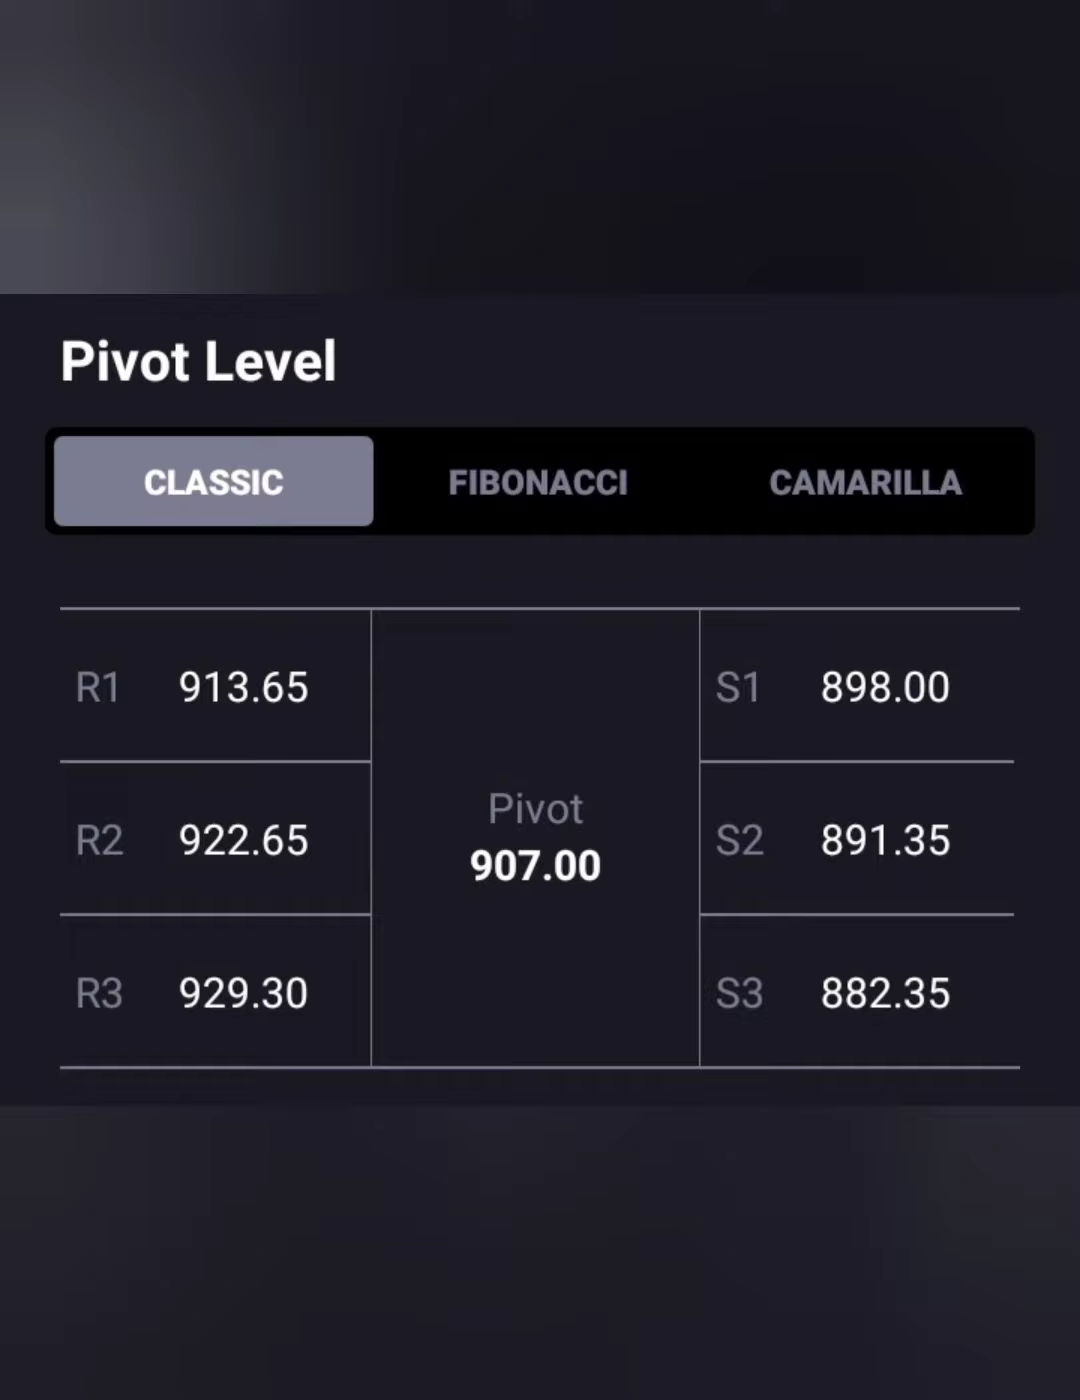 Pivot Level
CLASSIC FIBONACCI CAMARILLA
R1 913.65
R2 922.65
R3 929.30
Pivot
907.00
S1 898.00
S2 891.35
S3 882.35